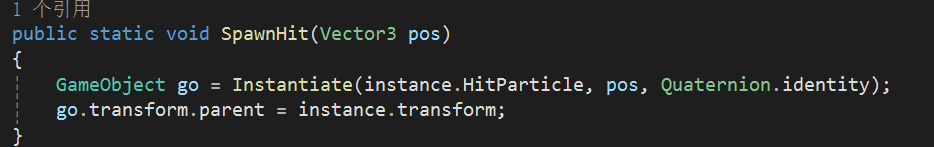 1 个引用
public static void SpawnHit(Vector3 pos)
{
GameObject go = Instantiate(instance.HitParticle, pos, Quaternion.identity);
go.transform.parent = instance.transform;
}